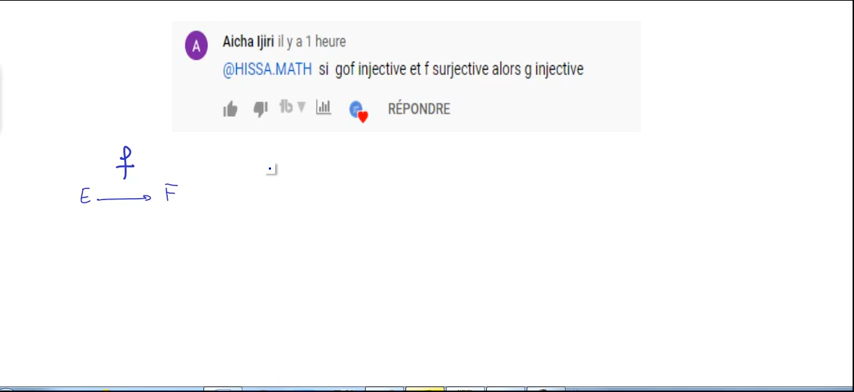 A
Aicha Ijiri il y a 1 heure
@HISSA.MATH si gof injective et f surjective alors g injective
RÉPONDRE
f
E → F